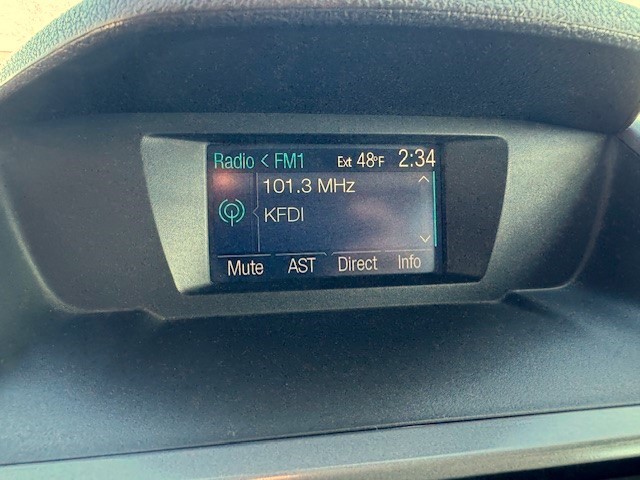 Radio < FM1 Ext 48°F 2:34
101.3 MHz
KFDI
Mute AST Direct Info